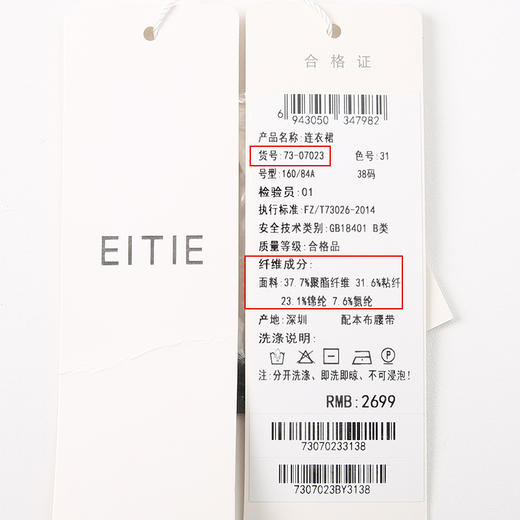 EITIE
合格证
6 943050 347982
产品名称:连衣裙
货号:73-07023 色号:31
号型:160/84A 38码
检验员:01
执行标准:FZ/T73026-2014
安全技术类别:GB18401 B类
质量等级:合格品
纤维成分:
面料:37.7%聚酯纤维 31.6%粘纤
23.1%锦纶 7.6%氨纶
产地:深圳 配本布腰带
洗涤说明:
注:分开洗涤、即洗即晾、不可浸泡!
RMB:2699
73070233138
7307023BY3138